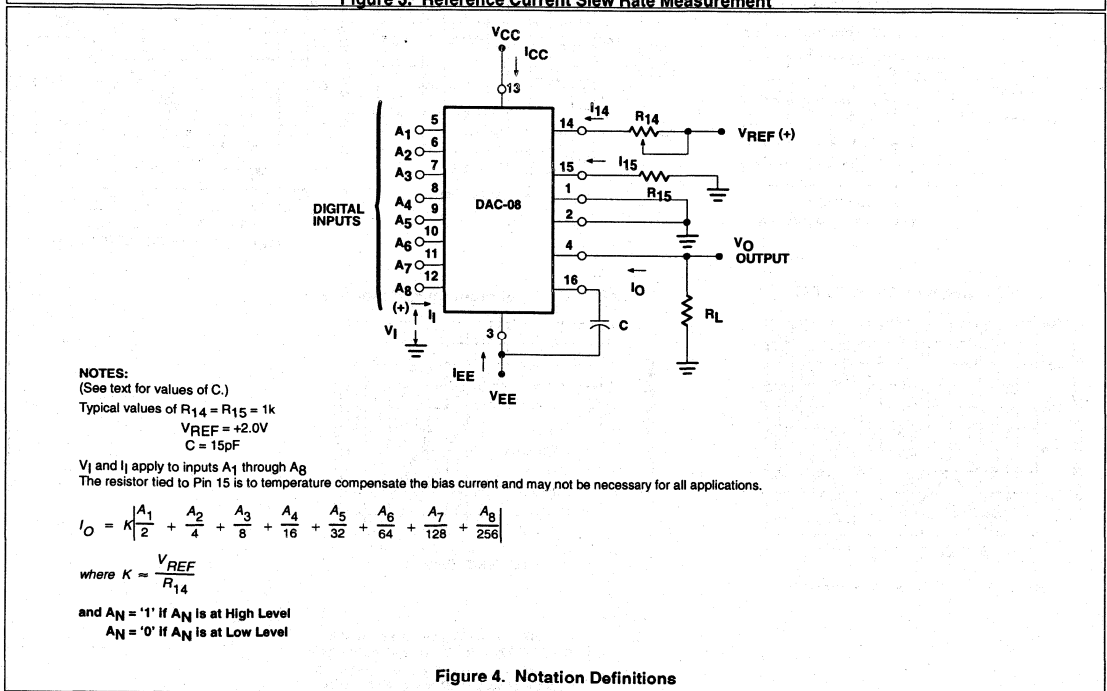 Figure 3. Reference Current Slew Rate Measurement
VCC
ICC
13
DIGITAL
INPUTS
A1 5
A2 6
A3 7
A4 8
A5 9
A6 10
A7 11
A8 12
(+) II
VI
DAC-08
14 I14 R14 VREF (+)
15 I15 R15
1
2
4 VO
OUTPUT
IO
16
C
RL
3
IEE
VEE
NOTES:
(See text for values of C.)
Typical values of R14 = R15 = 1k
VREF = +2.0V
C = 15pF
VI and II apply to inputs A1 through A8
The resistor tied to Pin 15 is to temperature compensate the bias current and may not be necessary for all applications.
IO = K|A1/2 + A2/4 + A3/8 + A4/16 + A5/32 + A6/64 + A7/128 + A8/256|
where K ≈ VREF/R14
and AN = '1' if AN is at High Level
AN = '0' if AN is at Low Level
Figure 4. Notation Definitions